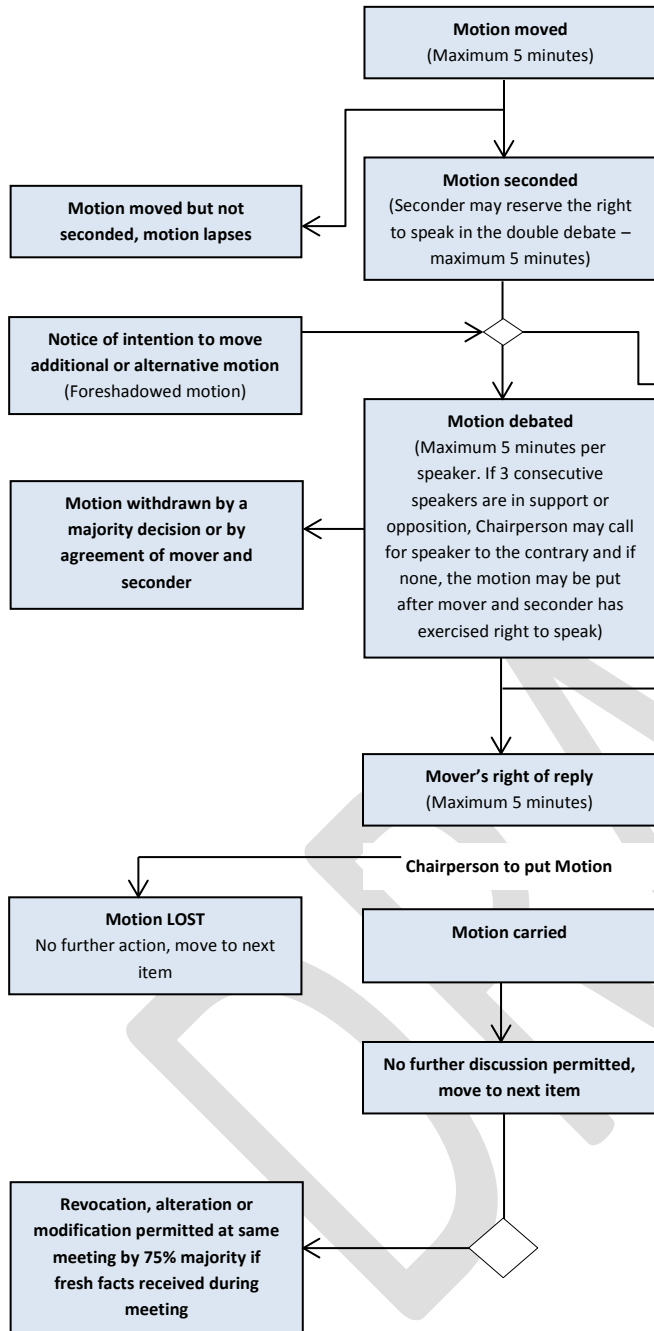 Motion moved
(Maximum 5 minutes)
Motion seconded
(Seconder may reserve the right
to speak in the double debate –
maximum 5 minutes)
Motion moved but not
seconded, motion lapses
Notice of intention to move
additional or alternative motion
(Foreshadowed motion)
Motion debated
(Maximum 5 minutes per
speaker. If 3 consecutive
speakers are in support or
opposition, Chairperson may call
for speaker to the contrary and if
none, the motion may be put
after mover and seconder has
exercised right to speak)
Motion withdrawn by a
majority decision or by
agreement of mover and
seconder
Mover’s right of reply
(Maximum 5 minutes)
Chairperson to put Motion
Motion LOST
No further action, move to next
item
Motion carried
No further discussion permitted,
move to next item
Revocation, alteration or
modification permitted at same
meeting by 75% majority if
fresh facts received during
meeting